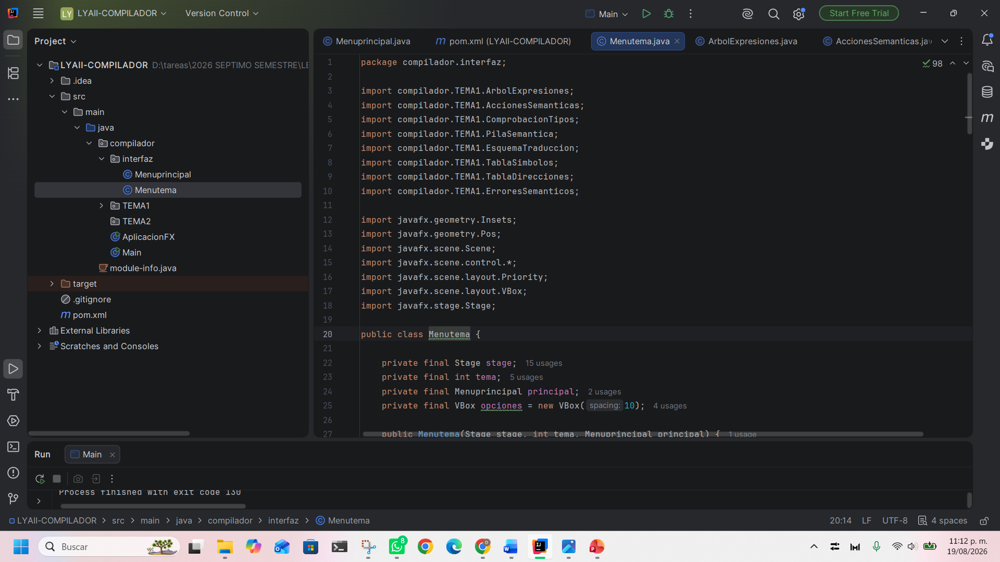 LY LYAII-COMPILADOR Version Control Main Start Free Trial
Project
LYAII-COMPILADOR D:\tareas\2026 SEPTIMO SEMESTRE\LE
.idea
src
main
java
compilador
interfaz
Menuprincipal
Menutema
TEMA1
TEMA2
AplicacionFX
Main
module-info.java
target
.gitignore
m pom.xml
External Libraries
Scratches and Consoles
Menuprincipal.java m pom.xml (LYAII-COMPILADOR) Menutema.java ArbolExpresiones.java AccionesSemanticas.jav
98
1 package compilador.interfaz;
2
3 import compilador.TEMA1.ArbolExpresiones;
4 import compilador.TEMA1.AccionesSemanticas;
5 import compilador.TEMA1.ComprobacionTipos;
6 import compilador.TEMA1.PilaSemantica;
7 import compilador.TEMA1.EsquemaTraduccion;
8 import compilador.TEMA1.TablaSimbolos;
9 import compilador.TEMA1.TablaDirecciones;
10 import compilador.TEMA1.ErroresSemanticos;
11
12 import javafx.geometry.Insets;
13 import javafx.geometry.Pos;
14 import javafx.scene.Scene;
15 import javafx.scene.control.*;
16 import javafx.scene.layout.Priority;
17 import javafx.scene.layout.VBox;
18 import javafx.stage.Stage;
19
20 public class Menutema {
21
22 private final Stage stage; 15 usages
23 private final int tema; 5 usages
24 private final Menuprincipal principal; 2 usages
25 private final VBox opciones = new VBox( spacing: 10); 4 usages
26
27 public Menutema(Stage stage, int tema, Menuprincipal principal) { 1 usage
Run Main
Process finished with exit code 130
LYAII-COMPILADOR > src > main > java > compilador > interfaz > Menutema 20:14 LF UTF-8 4 spaces
Buscar
8
11:12 p. m.
19/08/2026